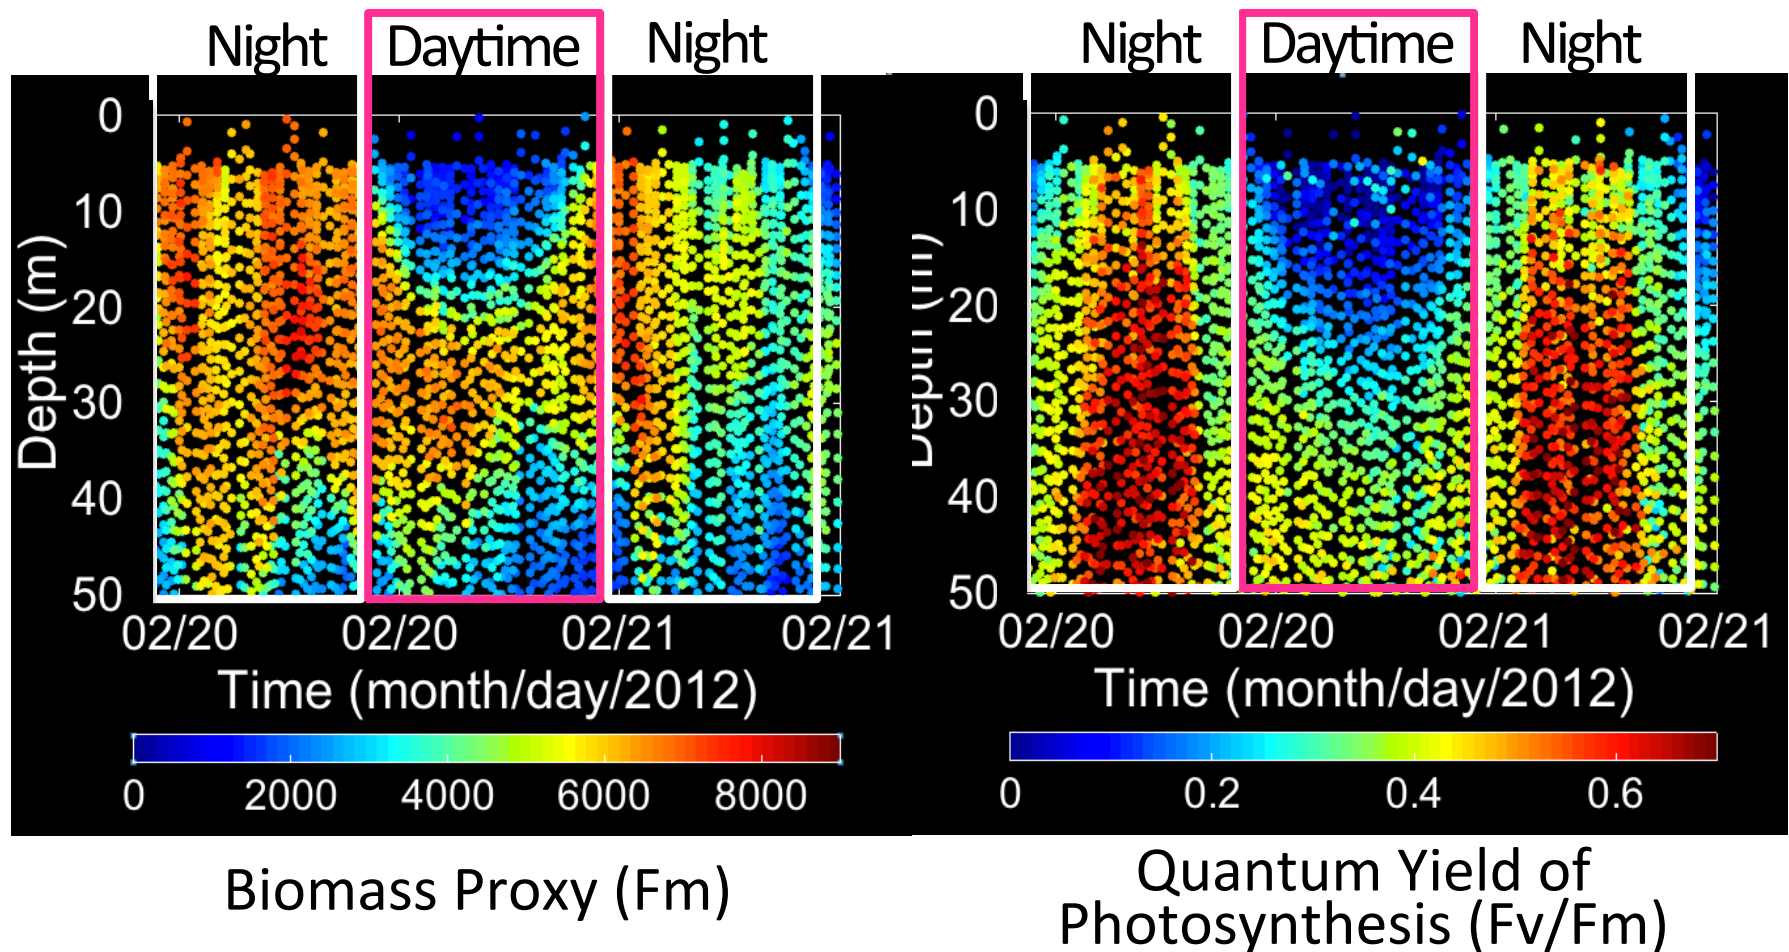 Night Daytime Night
0
10
20
30
40
50
Depth (m)
02/20 02/20 02/21 02/21
Time (month/day/2012)
0 2000 4000 6000 8000
Biomass Proxy (Fm)
Night Daytime Night
0
10
20
30
40
50
Depth (m)
02/20 02/20 02/21 02/21
Time (month/day/2012)
0 0.2 0.4 0.6
Quantum Yield of
Photosynthesis (Fv/Fm)